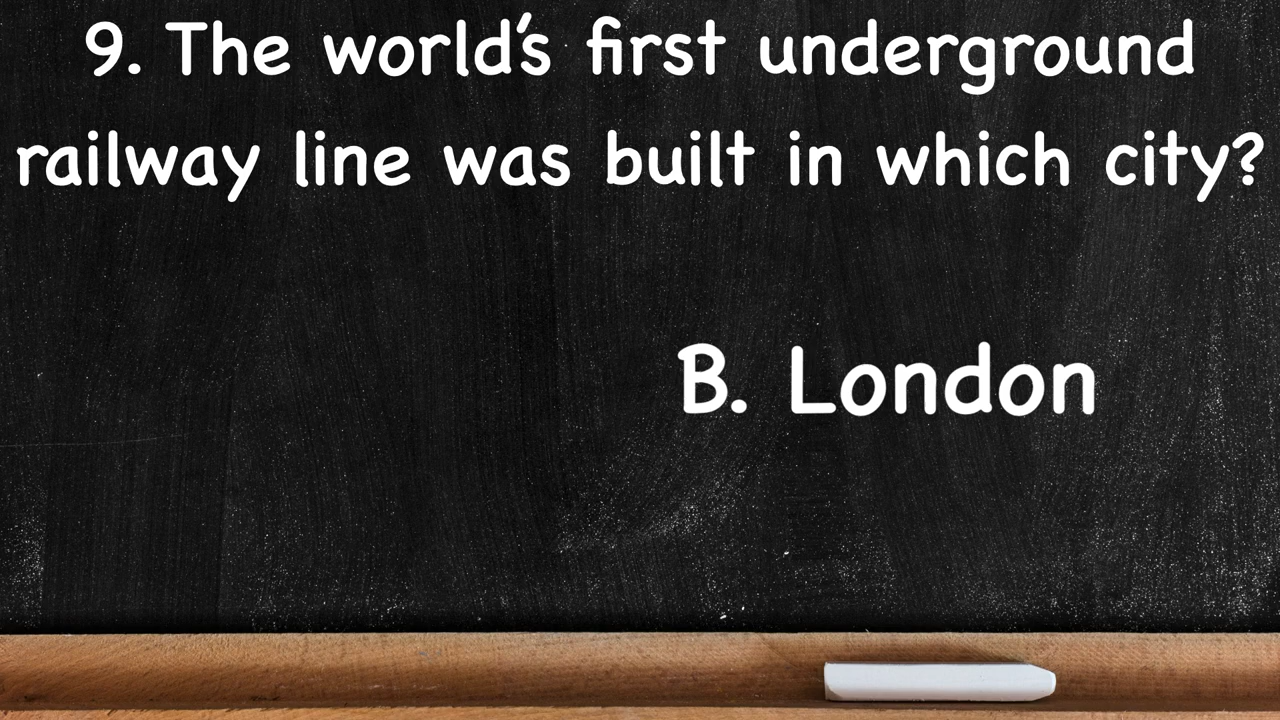 9. The world's first underground
railway line was built in which city?
B. London